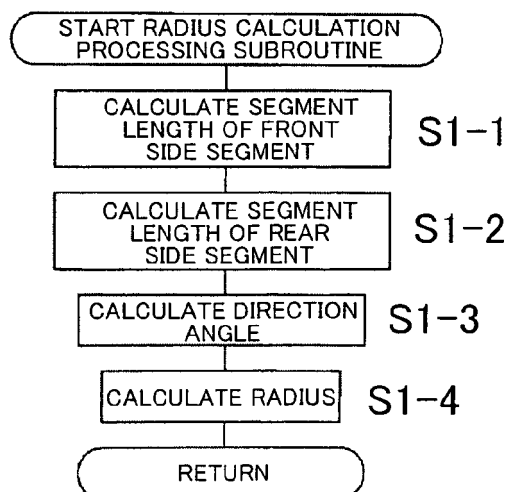 START RADIUS CALCULATION
PROCESSING SUBROUTINE
CALCULATE SEGMENT
LENGTH OF FRONT
SIDE SEGMENT
S1-1
CALCULATE SEGMENT
LENGTH OF REAR
SIDE SEGMENT
S1-2
CALCULATE DIRECTION
ANGLE
S1-3
CALCULATE RADIUS
S1-4
RETURN